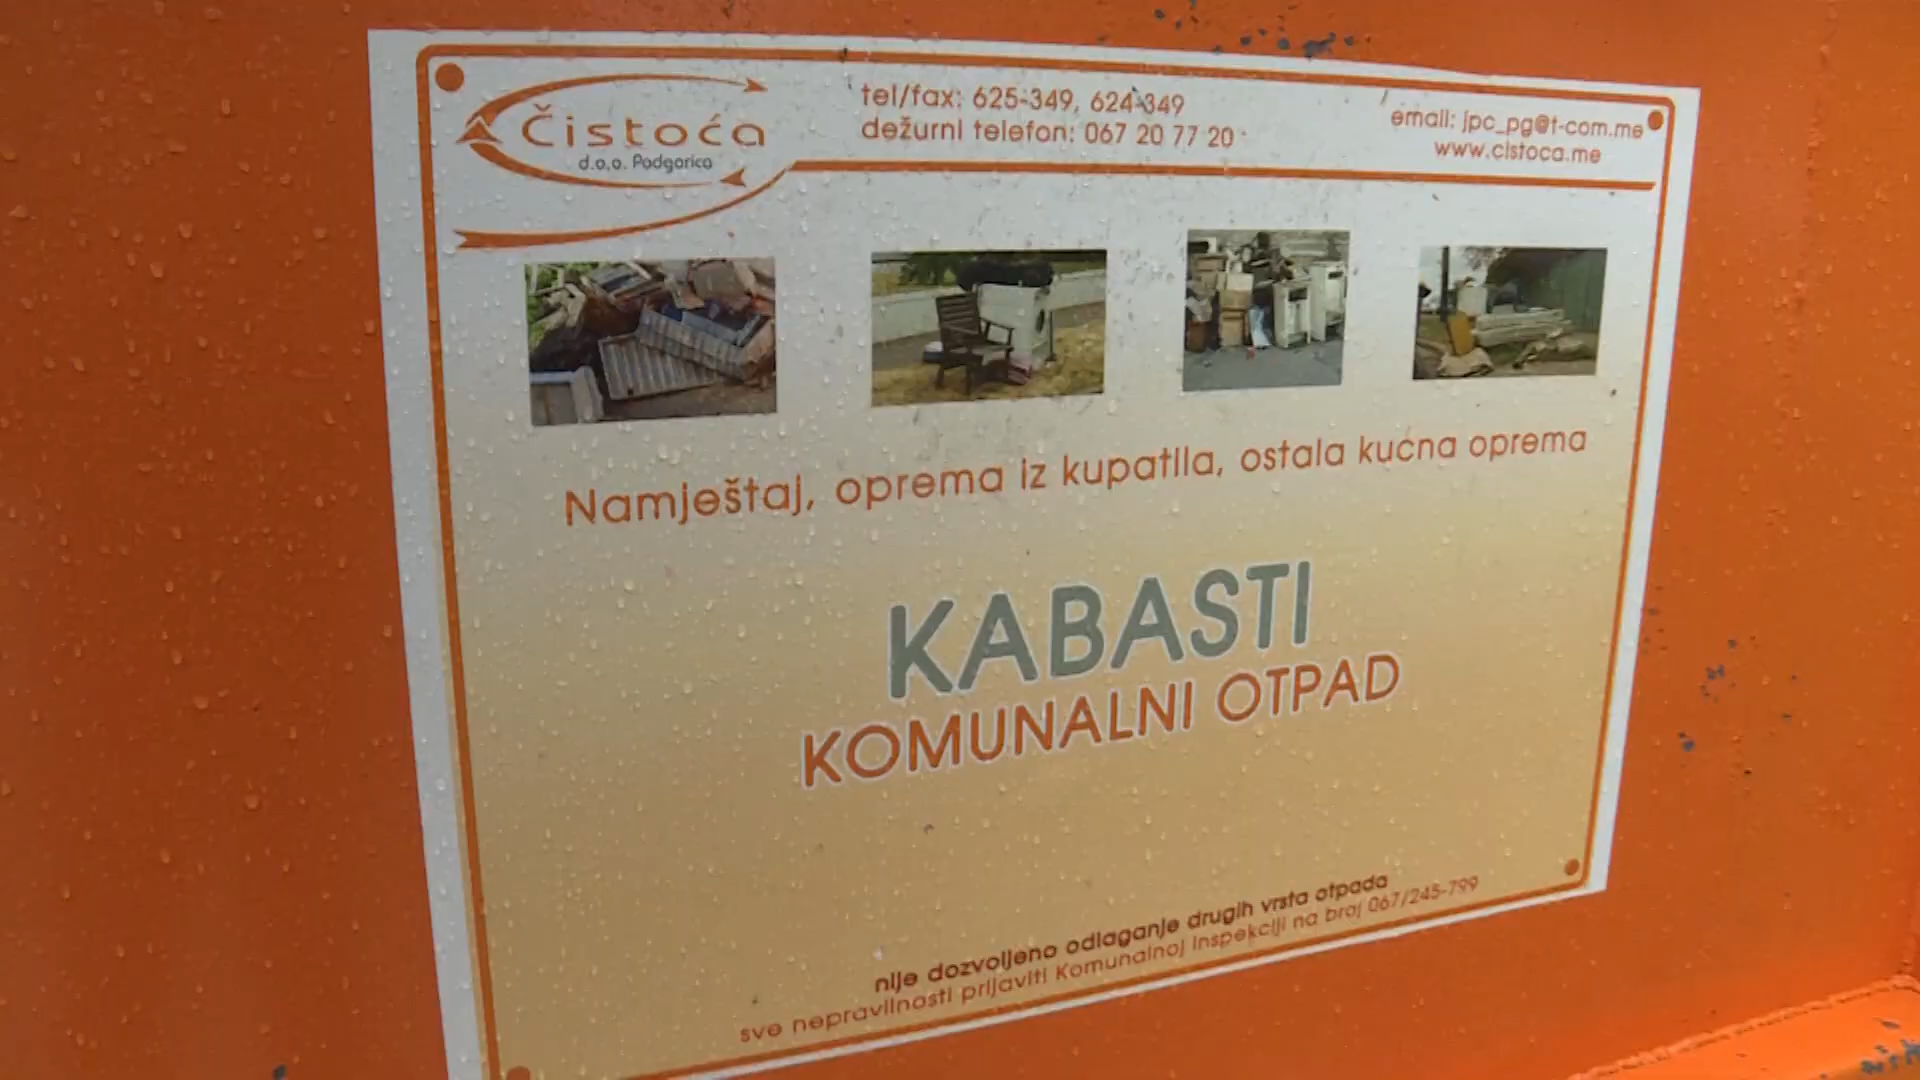 Čistoća
d.o.o. Podgorica
tel/fax: 625-349, 624-349
dežurni telefon: 067 20 77 20
email: jpc_pg@t-com.me
www.cistoca.me
Namještaj, oprema iz kupatila, ostala kućna oprema
KABASTI
KOMUNALNI OTPAD
nije dozvoljeno odlaganje drugih vrsta otpada
sve nepravilnosti prijaviti Komunalnoj inspekciji na broj 067/245-799